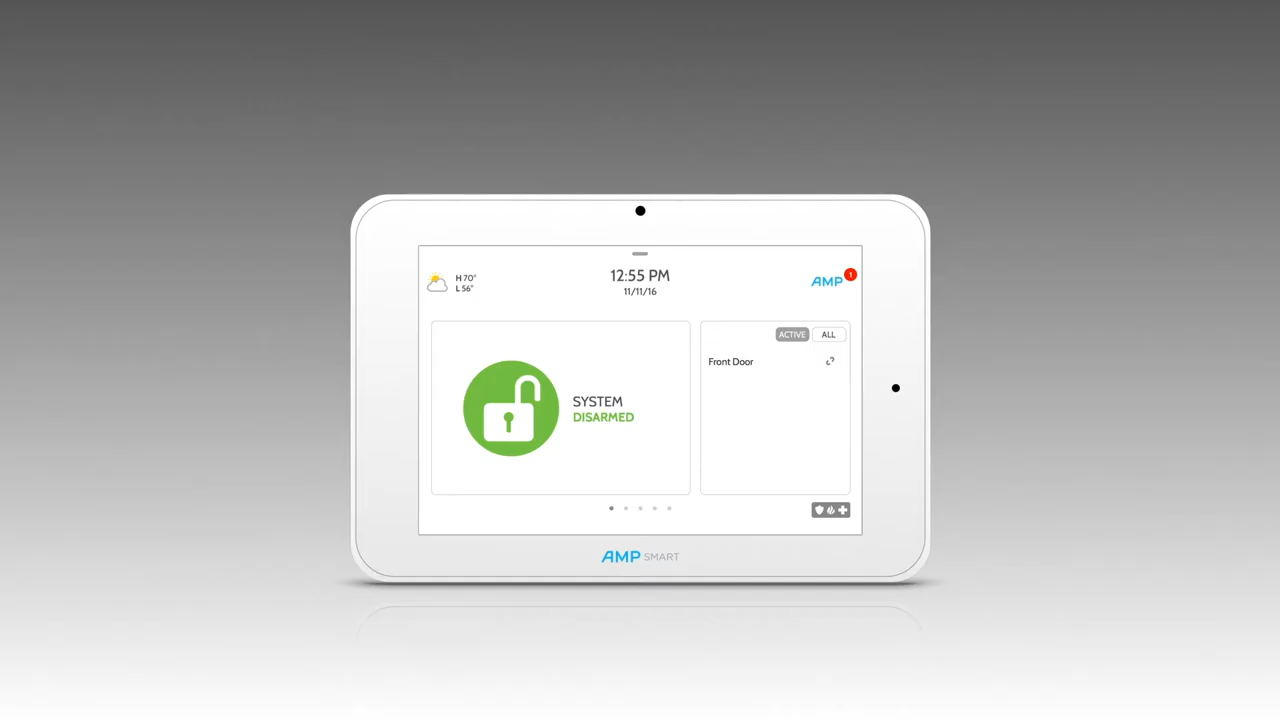 H 70°
L 56°
12:55 PM
11/11/16
AMP
1
ACTIVE
ALL
Front Door
SYSTEM
DISARMED
AMP SMART